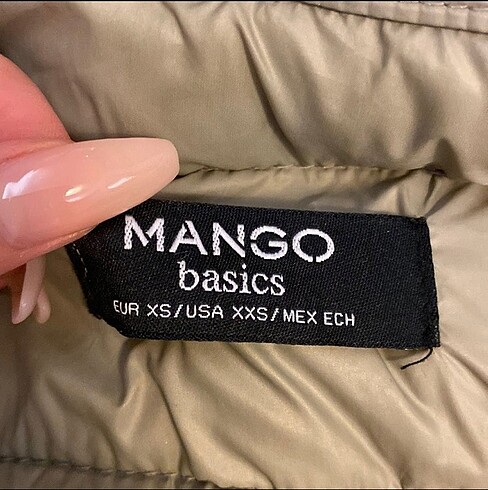 MANGO
basics
EUR XS/USA XXS/MEX ECH